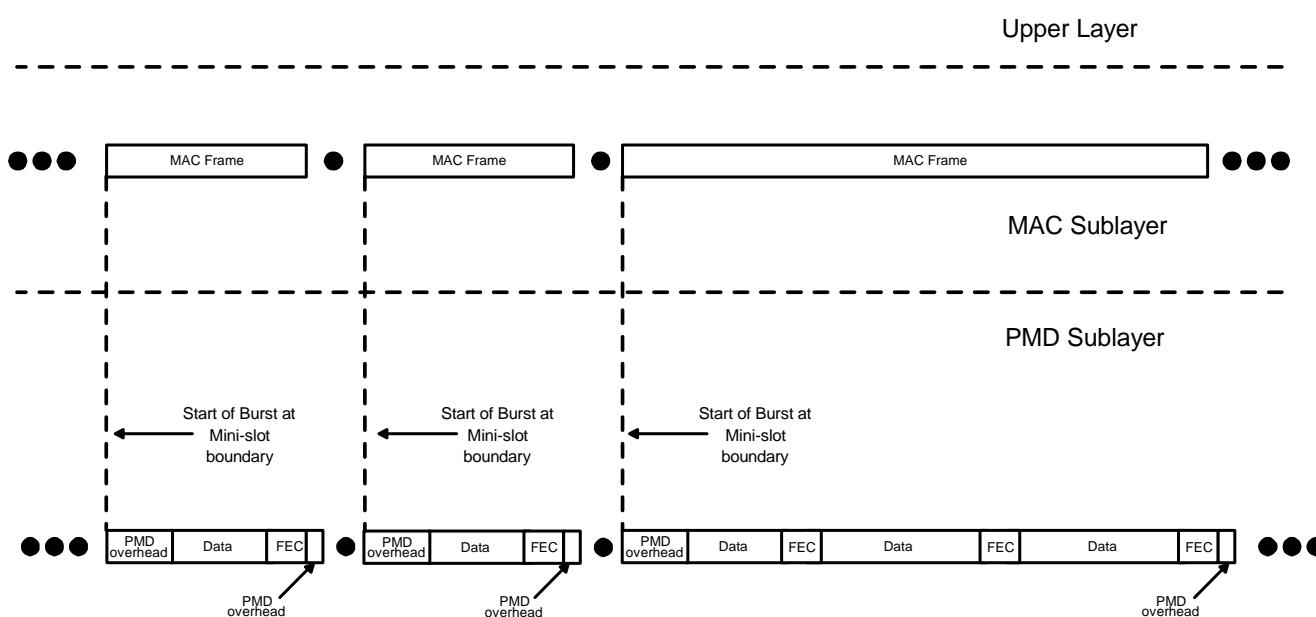 Upper Layer
MAC Frame
MAC Frame
MAC Frame
MAC Sublayer
PMD Sublayer
Start of Burst at
Mini-slot
boundary
Start of Burst at
Mini-slot
boundary
Start of Burst at
Mini-slot
boundary
PMD
overhead
Data
FEC
PMD
overhead
Data
FEC
PMD
overhead
Data
FEC
Data
FEC
Data
FEC
PMD
overhead
PMD
overhead
PMD
overhead